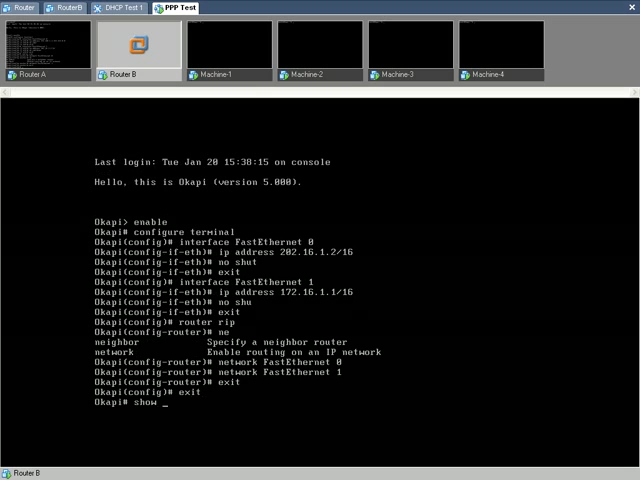 Router RouterB DHCP Test 1 PPP Test
Router A Router B Machine-1 Machine-2 Machine-3 Machine-4
Last login: Tue Jan 20 15:38:15 on console
Hello, this is Okapi (version 5.000).
Okapi> enable
Okapi# configure terminal
Okapi(config)# interface FastEthernet 0
Okapi(config-if-eth)# ip address 202.16.1.2/16
Okapi(config-if-eth)# no shut
Okapi(config-if-eth)# exit
Okapi(config)# interface FastEthernet 1
Okapi(config-if-eth)# ip address 172.16.1.1/16
Okapi(config-if-eth)# no shu
Okapi(config-if-eth)# exit
Okapi(config)# router rip
Okapi(config-router)# ne
neighbor Specify a neighbor router
network Enable routing on an IP network
Okapi(config-router)# network FastEthernet 0
Okapi(config-router)# network FastEthernet 1
Okapi(config-router)# exit
Okapi(config)# exit
Okapi# show _
Router B